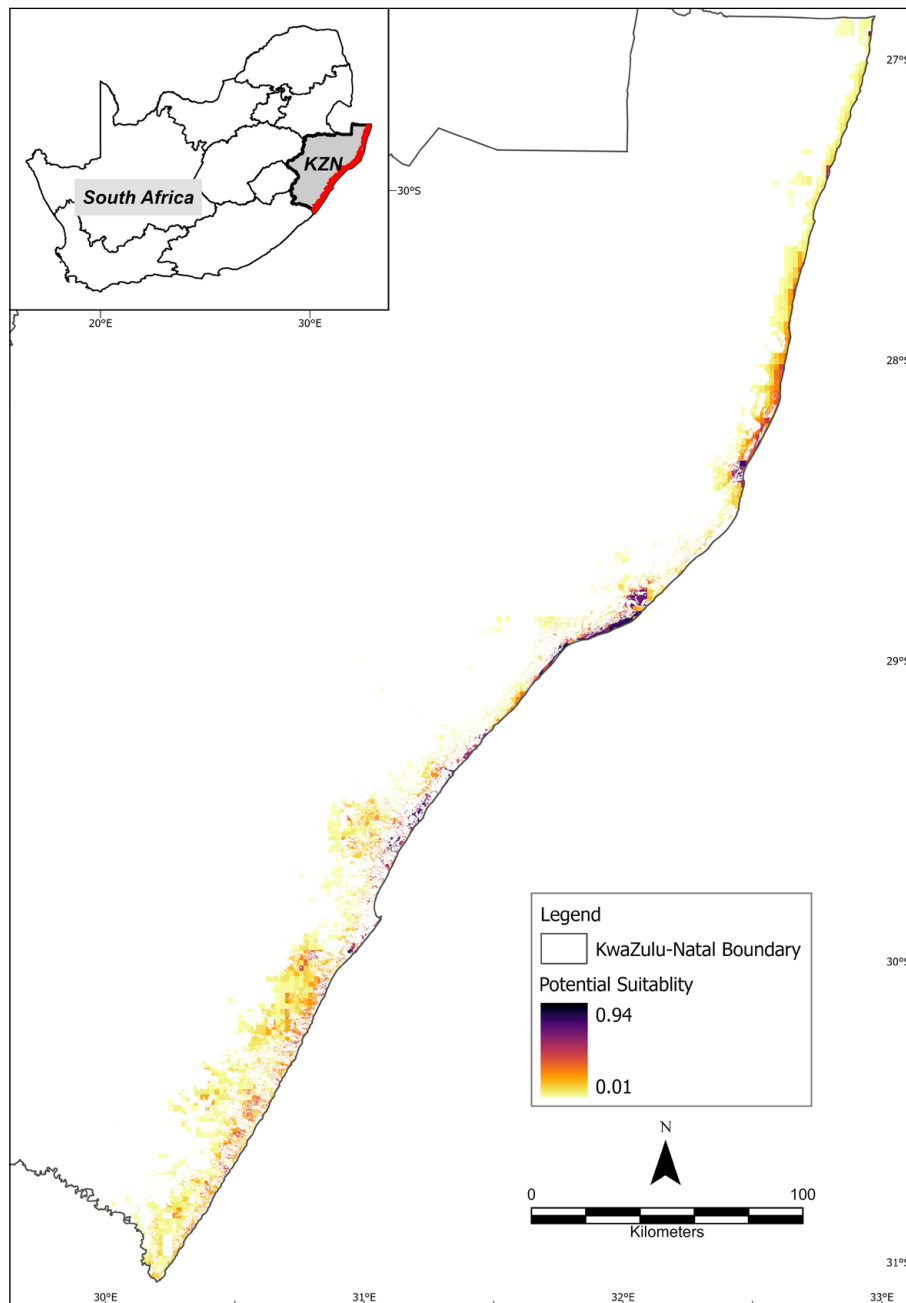 27°S
KZN
South Africa
30°S
20°E
30°E
28°S
29°S
Legend
KwaZulu-Natal Boundary
Potential Suitablity
0.94
0.01
30°S
N
0
100
Kilometers
31°S
30°E
31°E
32°E
33°E